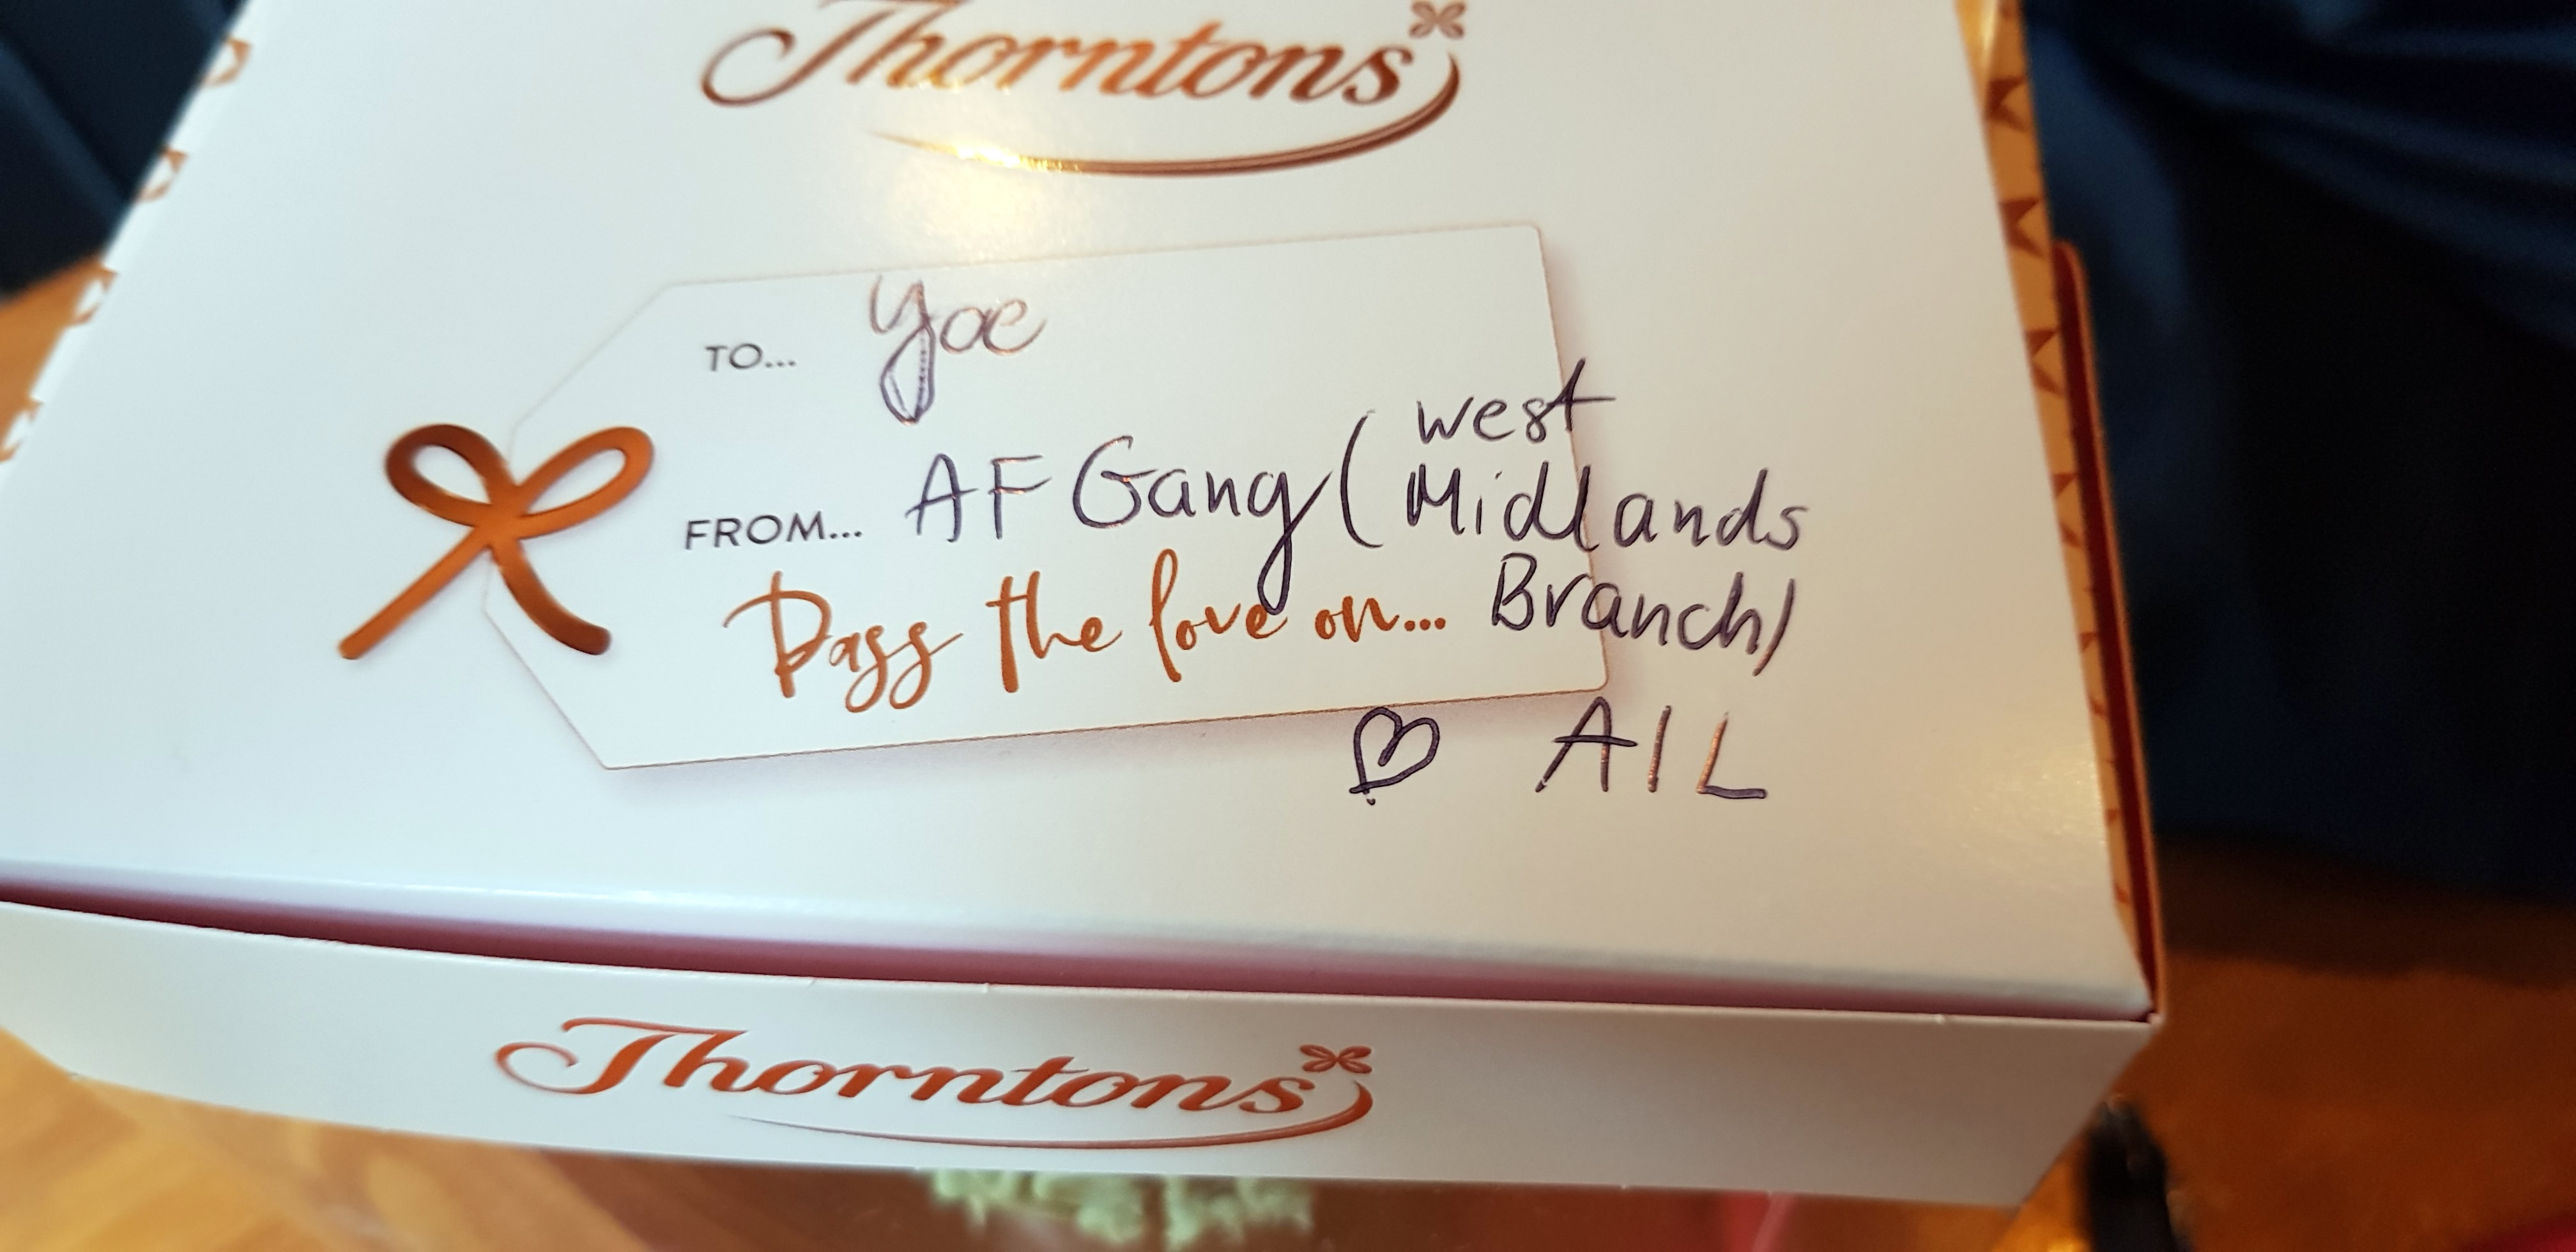 Thorntons
TO... Yoe
FROM... AF Gang (west
Midlands
Branch)
Pass the love on...
♡ AIL
Thorntons